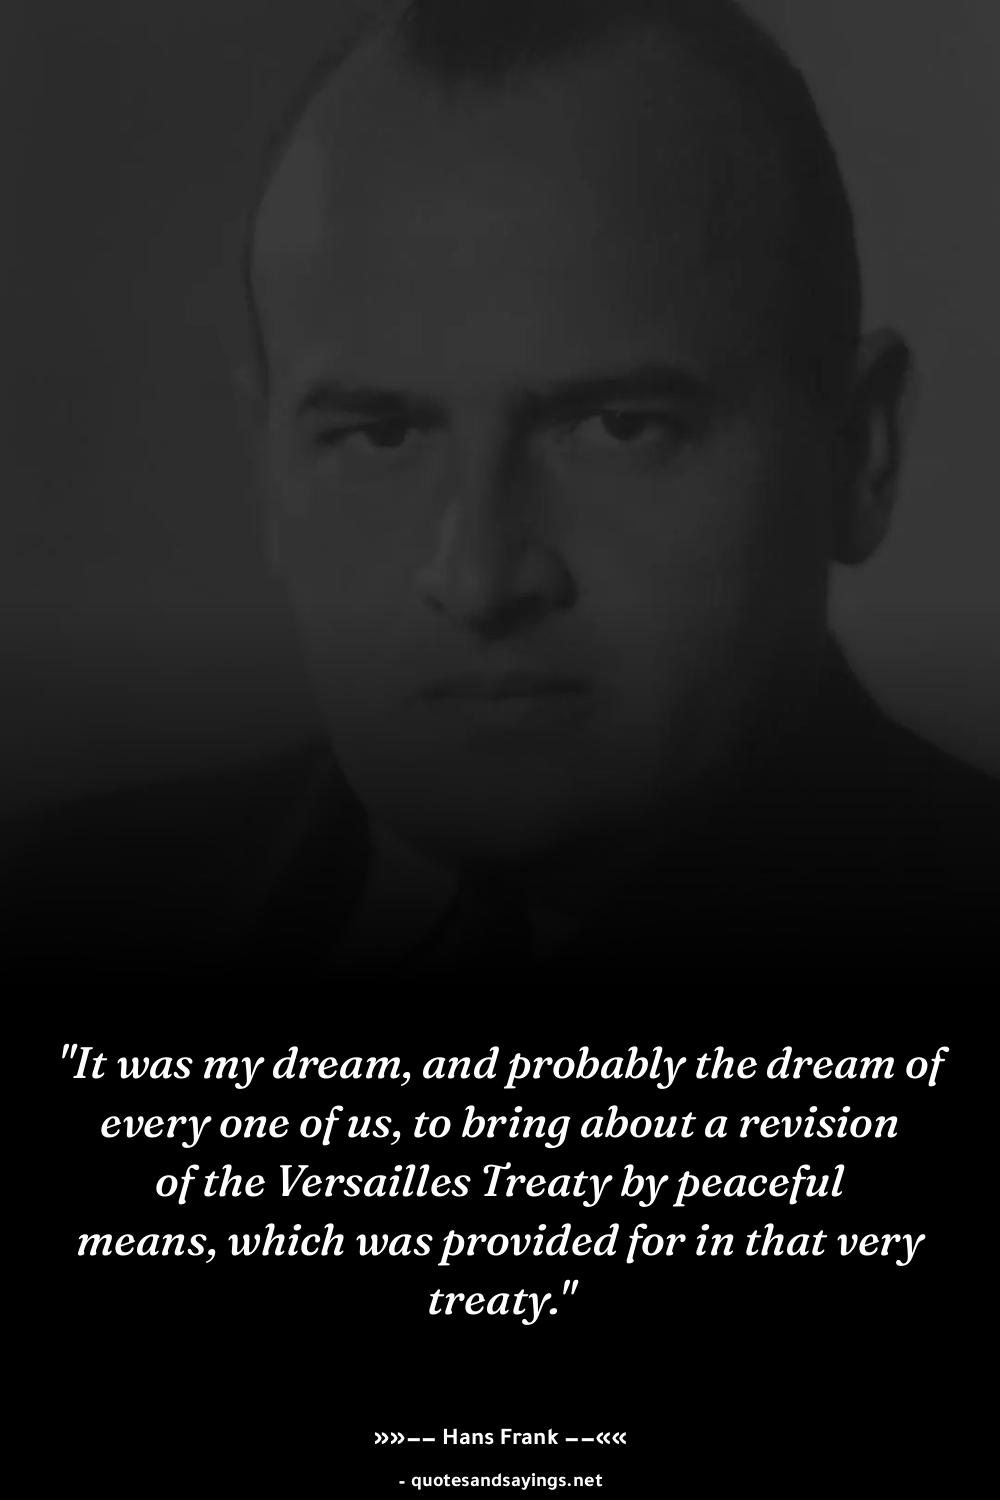 "It was my dream, and probably the dream of
every one of us, to bring about a revision
of the Versailles Treaty by peaceful
means, which was provided for in that very
treaty."
»»–– Hans Frank ––««
- quotesandsayings.net